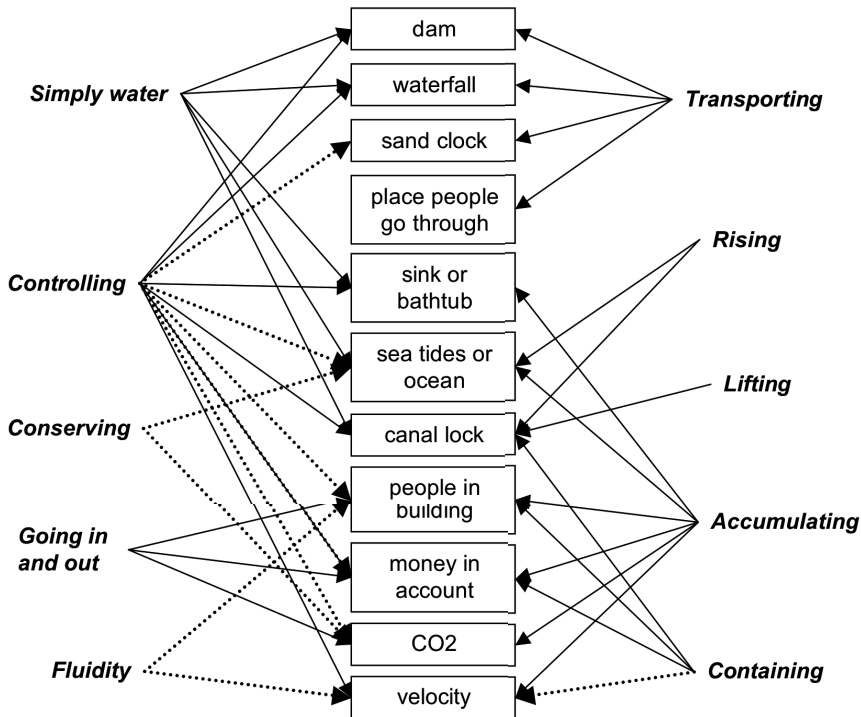 dam
waterfall
Simply water
Transporting
sand clock
place people
go through
Rising
sink or
bathtub
Controlling
sea tides or
ocean
Lifting
Conserving
canal lock
people in
building
Going in
and out
Accumulating
money in
account
CO2
Fluidity
Containing
velocity